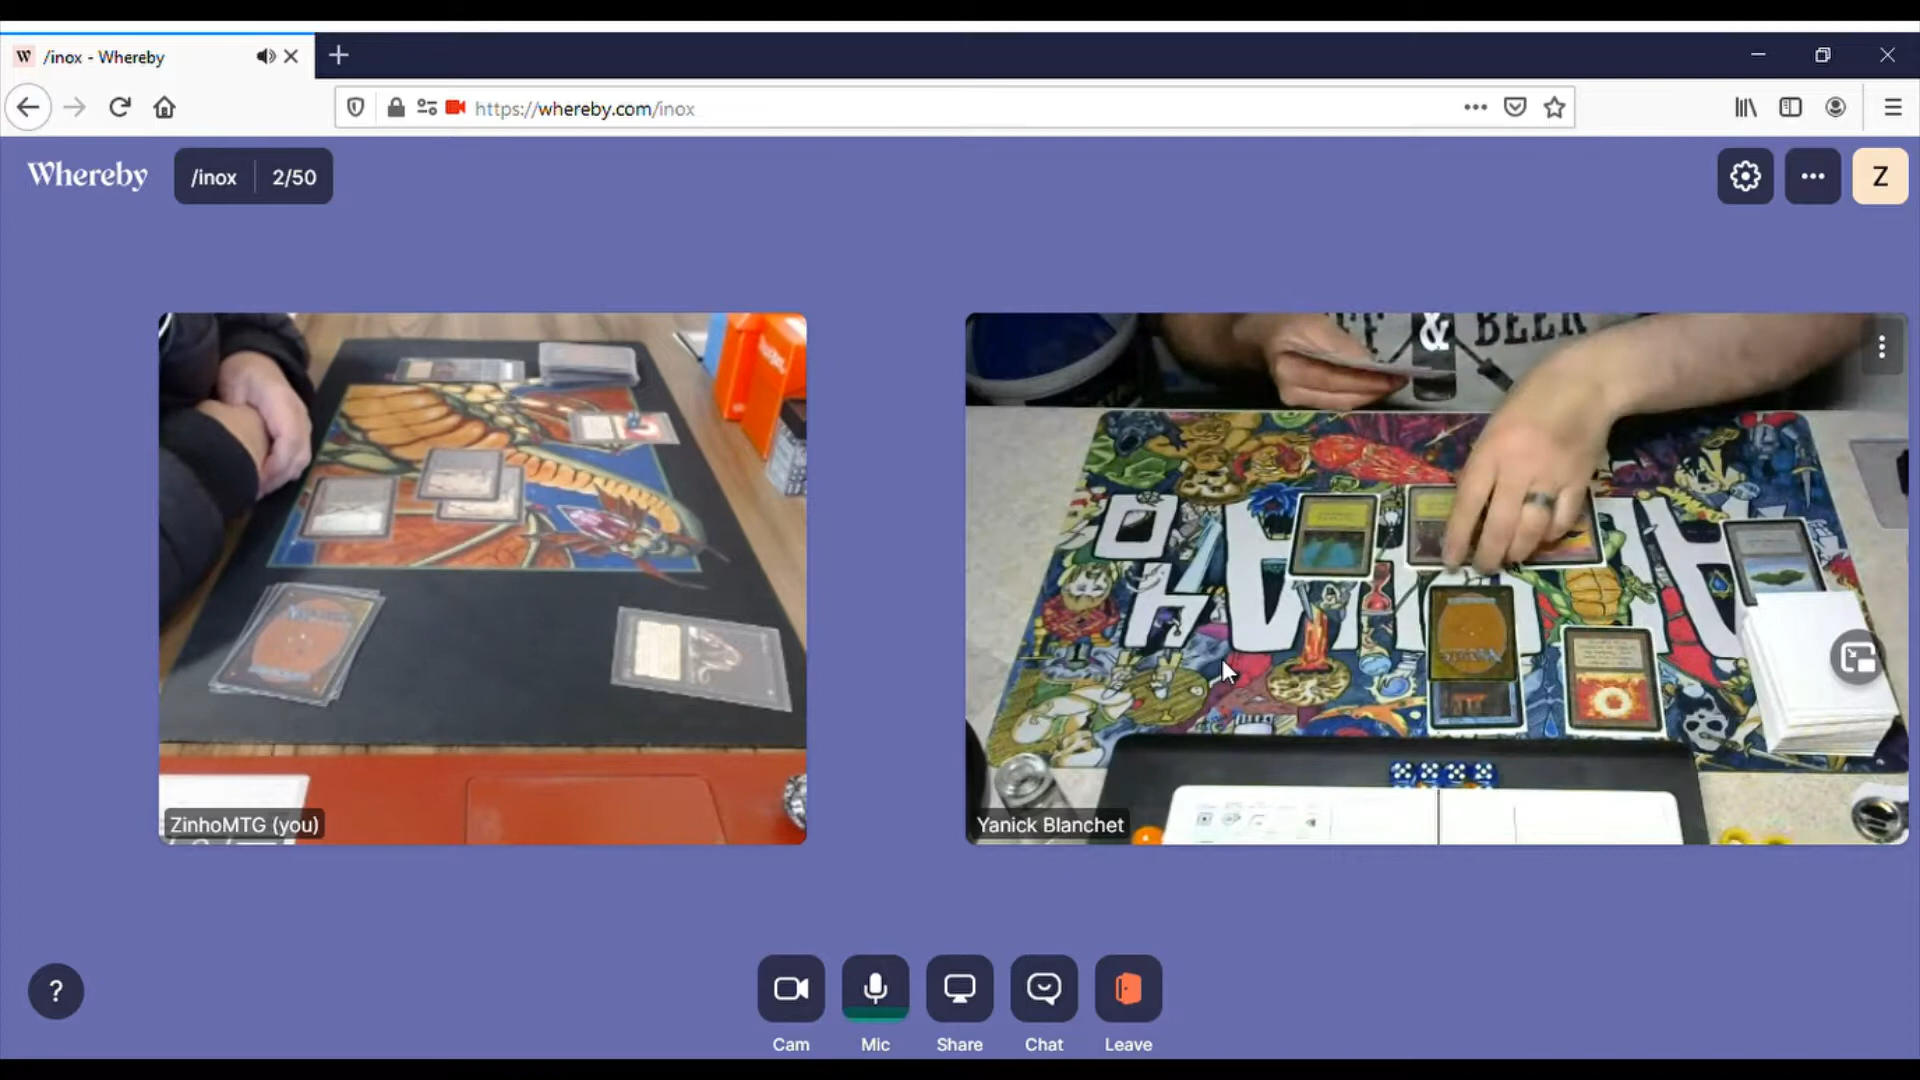 W /inox - Whereby
https://whereby.com/inox
Whereby
/inox 2/50
Z
& BEER
ZinhoMTG (you)
Yanick Blanchet
?
Cam
Mic
Share
Chat
Leave